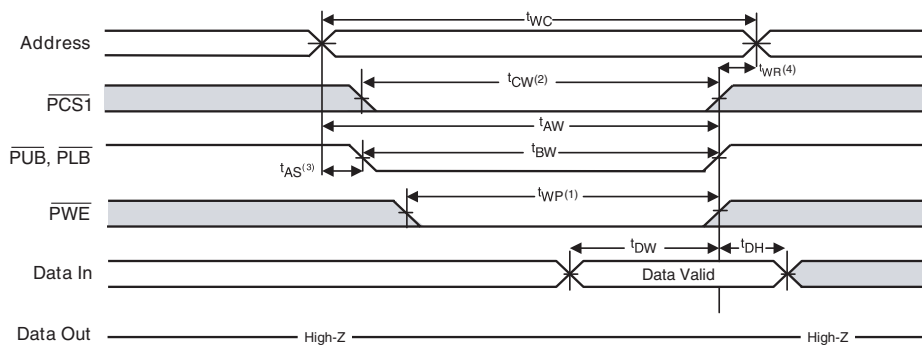 tWC
Address
tWR(4)
tCW(2)
PCS1
tAW
PUB, PLB
tBW
tAS(3)
tWP(1)
PWE
tDW
tDH
Data In
Data Valid
Data Out
High-Z
High-Z